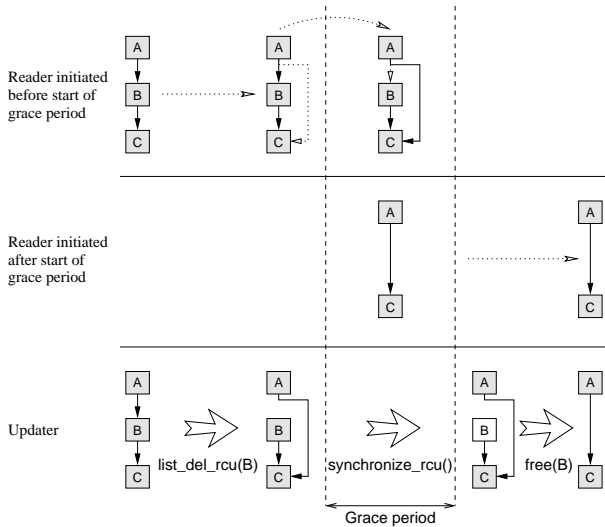 A
A
A
Reader initiated
before start of
grace period
B
B
B
C
C
C
Reader initiated
after start of
grace period
A
A
C
C
Updater
A
A
A
A
B
B
B
list_del_rcu(B)
synchronize_rcu()
free(B)
C
C
C
C
Grace period